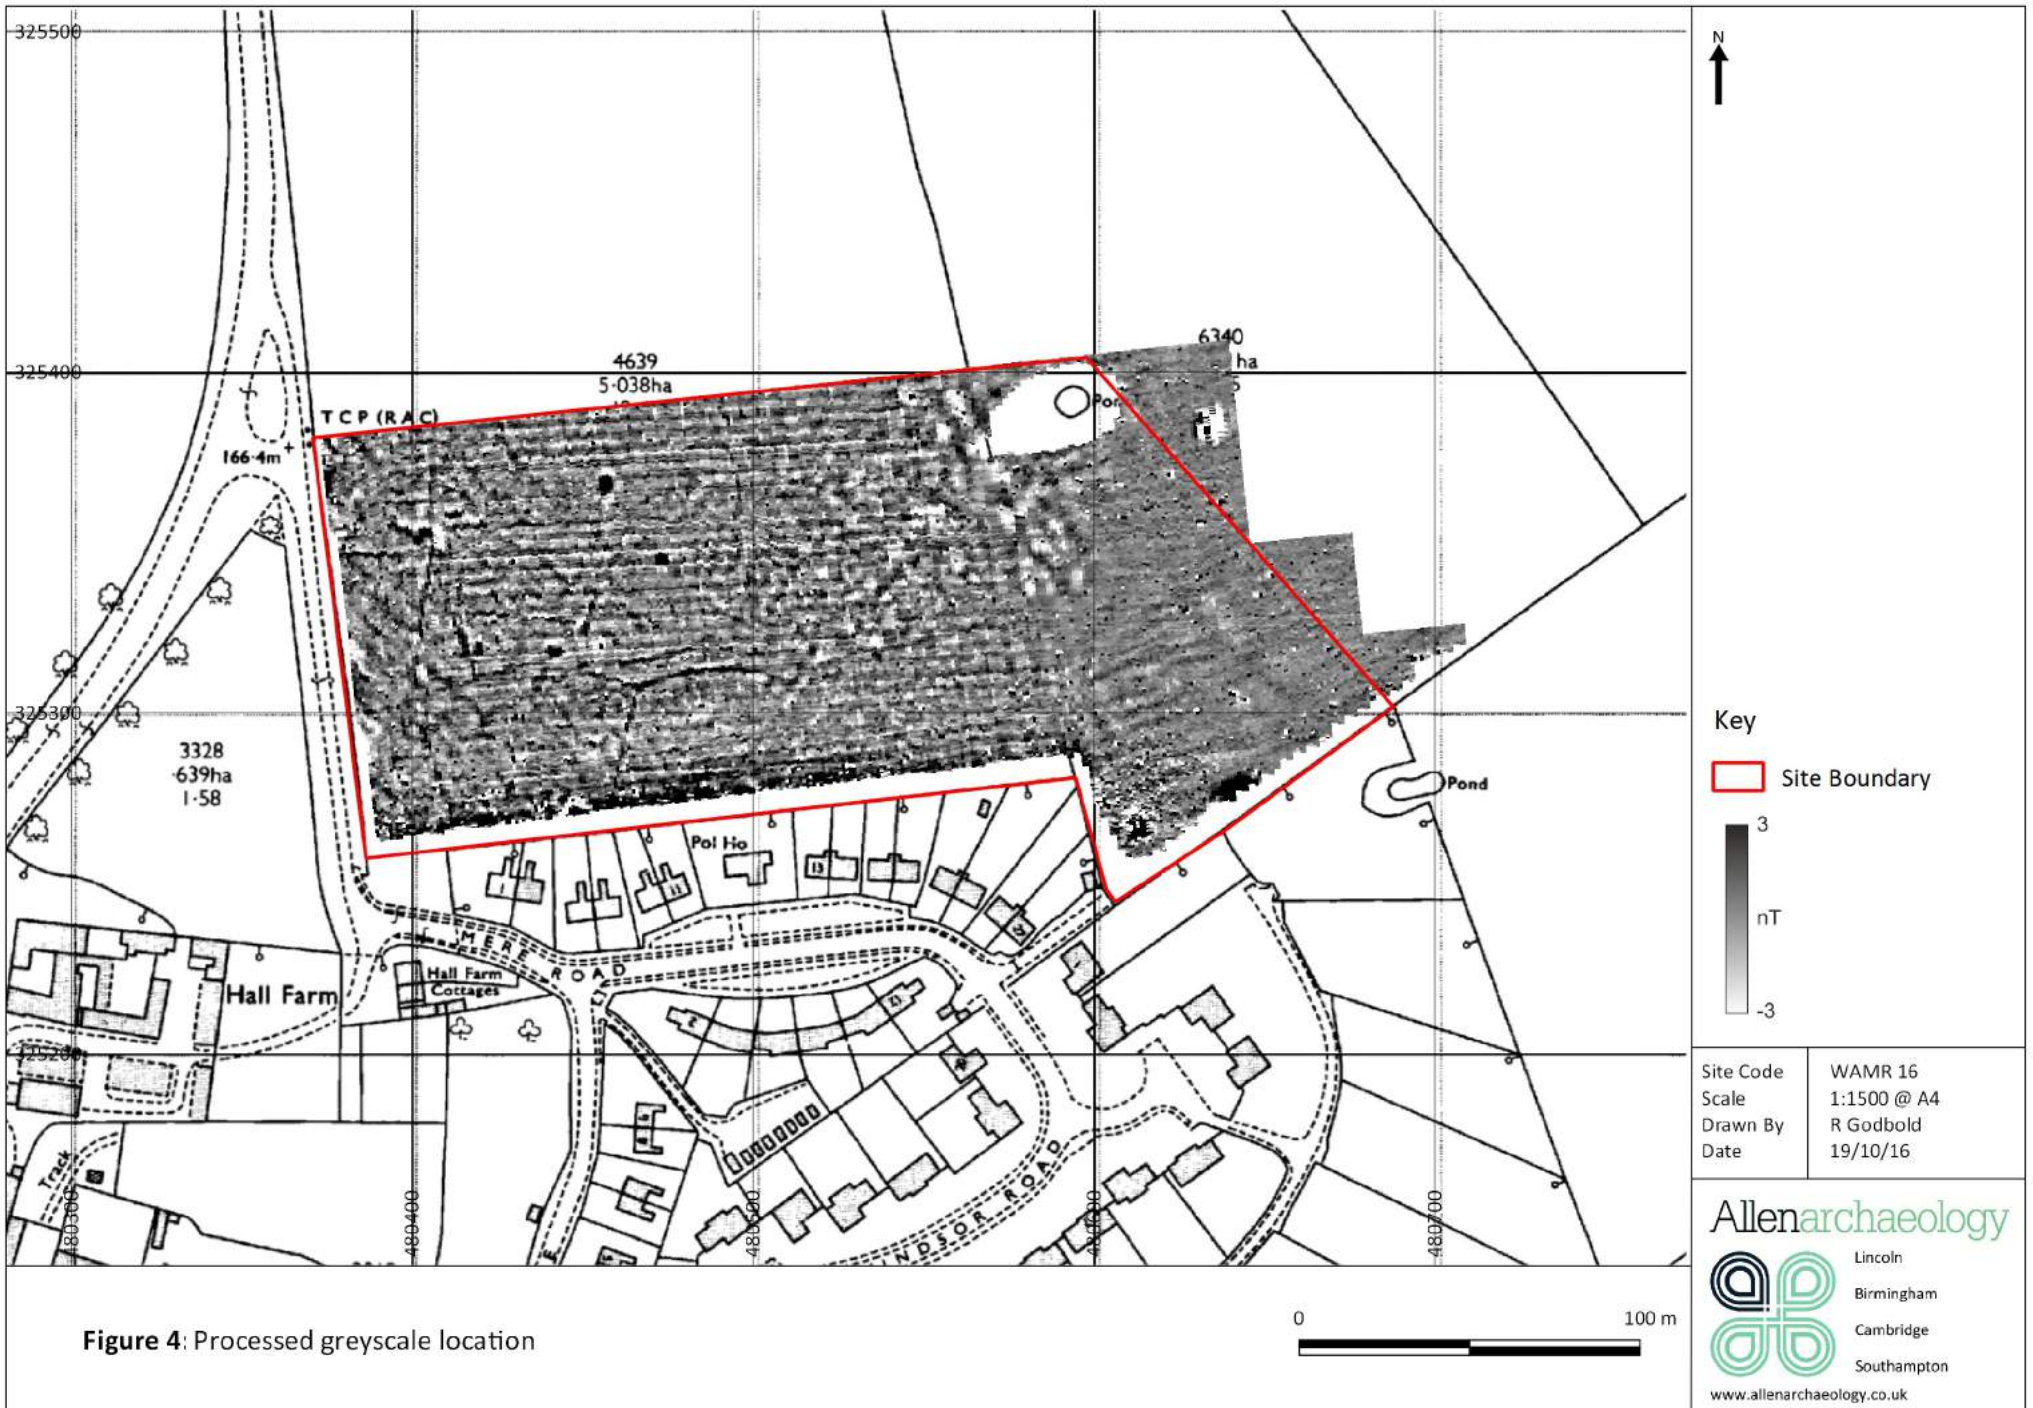 325500
N
6340
ha
4639
5·038ha
325400
TCP (RAC)
166·4m
325300
3328
·639ha
1·58
Pond
Pol Ho
1
11
13
MERE ROAD
Hall Farm
Cottages
Hall Farm
325200
Track
WINDSOR ROAD
480300
480400
480500
480600
480700
Key
Site Boundary
3
nT
-3
Site Code WAMR 16
Scale 1:1500 @ A4
Drawn By R Godbold
Date 19/10/16
Allenarchaeology
Lincoln
Birmingham
Cambridge
Southampton
www.allenarchaeology.co.uk
0 100 m
Figure 4: Processed greyscale location